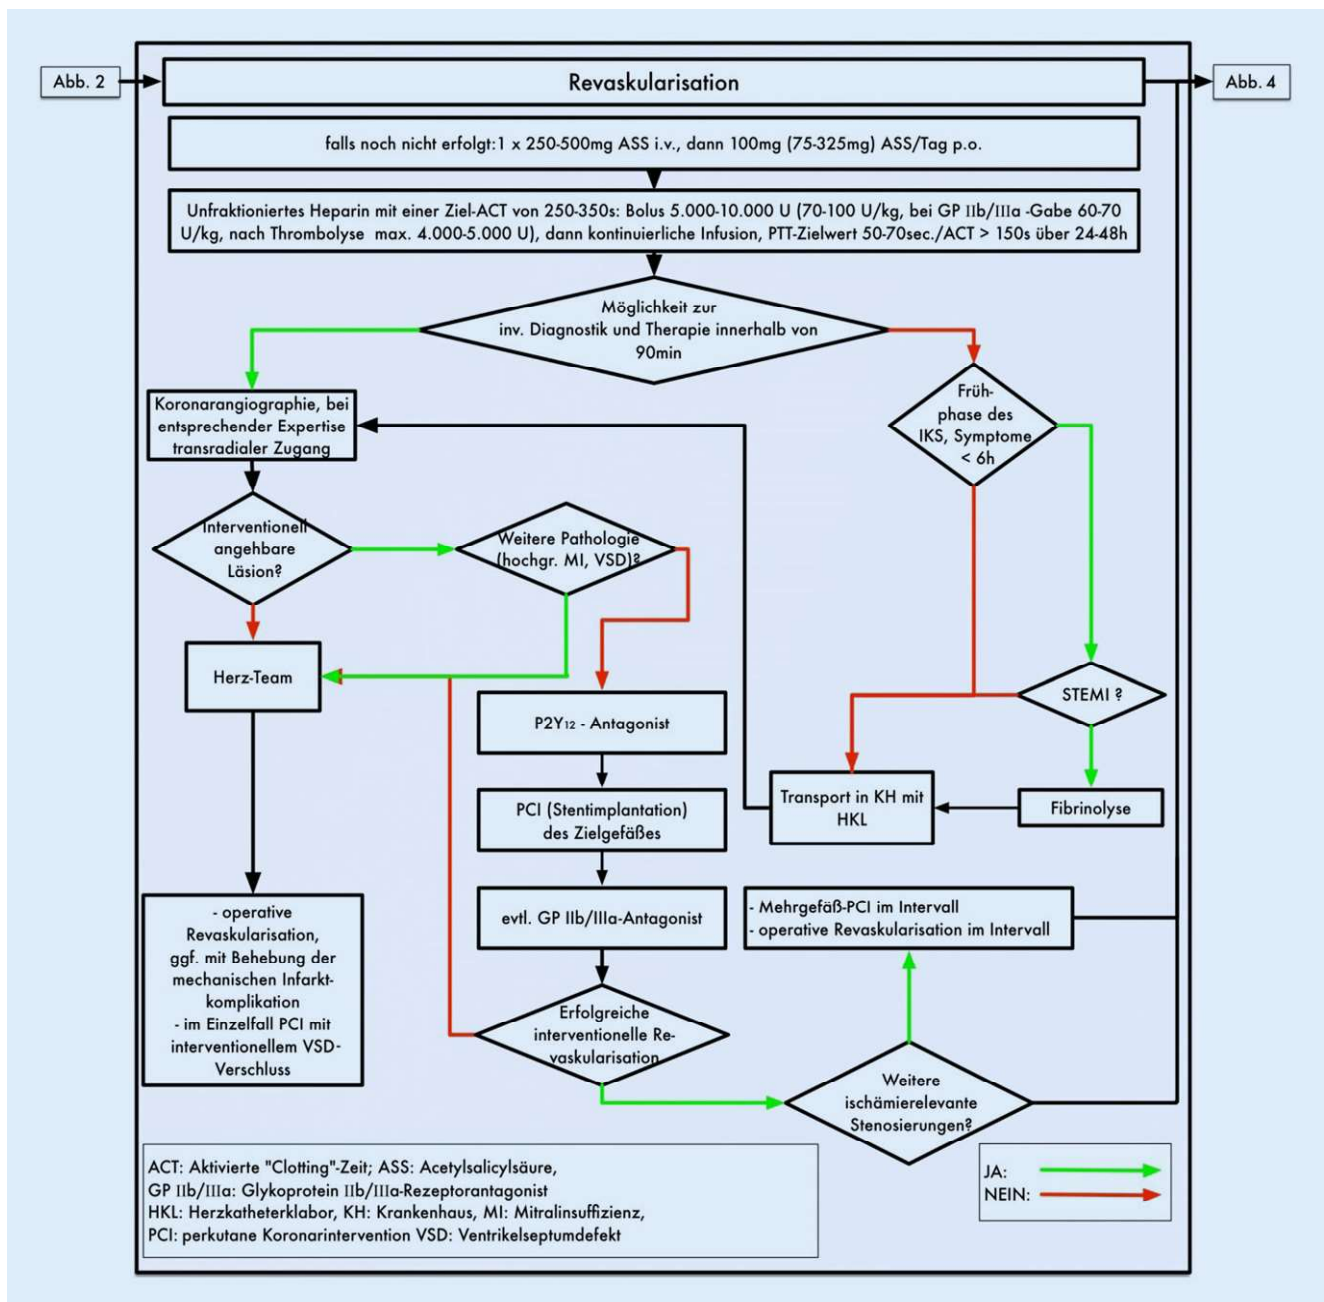 Abb. 2
Revaskularisation
Abb. 4
falls noch nicht erfolgt:1 x 250-500mg ASS i.v., dann 100mg (75-325mg) ASS/Tag p.o.
Unfraktioniertes Heparin mit einer Ziel-ACT von 250-350s: Bolus 5.000-10.000 U (70-100 U/kg, bei GP IIb/IIIa -Gabe 60-70
U/kg, nach Thrombolyse max. 4.000-5.000 U), dann kontinuierliche Infusion, PTT-Zielwert 50-70sec./ACT > 150s über 24-48h
Möglichkeit zur
inv. Diagnostik und Therapie innerhalb von
90min
Koronarangiographie, bei
entsprechender Expertise
transradialer Zugang
Früh-
phase des
IKS, Symptome
< 6h
Interventionell
angehbare
Läsion?
Weitere Pathologie
(hochgr. MI, VSD)?
Herz-Team
STEMI ?
P2Y12 - Antagonist
PCI (Stentimplantation)
des Zielgefäßes
Transport in KH mit
HKL
Fibrinolyse
evtl. GP IIb/IIIa-Antagonist
- Mehrgefäß-PCI im Intervall
- operative Revaskularisation im Intervall
- operative
Revaskularisation,
ggf. mit Behebung der
mechanischen Infarkt-
komplikation
- im Einzelfall PCI mit
interventionellem VSD-
Verschluss
Erfolgreiche
interventionelle Re-
vaskularisation
Weitere
ischämierelevante
Stenosierungen?
ACT: Aktivierte "Clotting"-Zeit; ASS: Acetylsalicylsäure,
GP IIb/IIIa: Glykoprotein IIb/IIIa-Rezeptorantagonist
HKL: Herzkatheterklabor, KH: Krankenhaus, MI: Mitralinsuffizienz,
PCI: perkutane Koronarintervention VSD: Ventrikelseptumdefekt
JA:
NEIN: